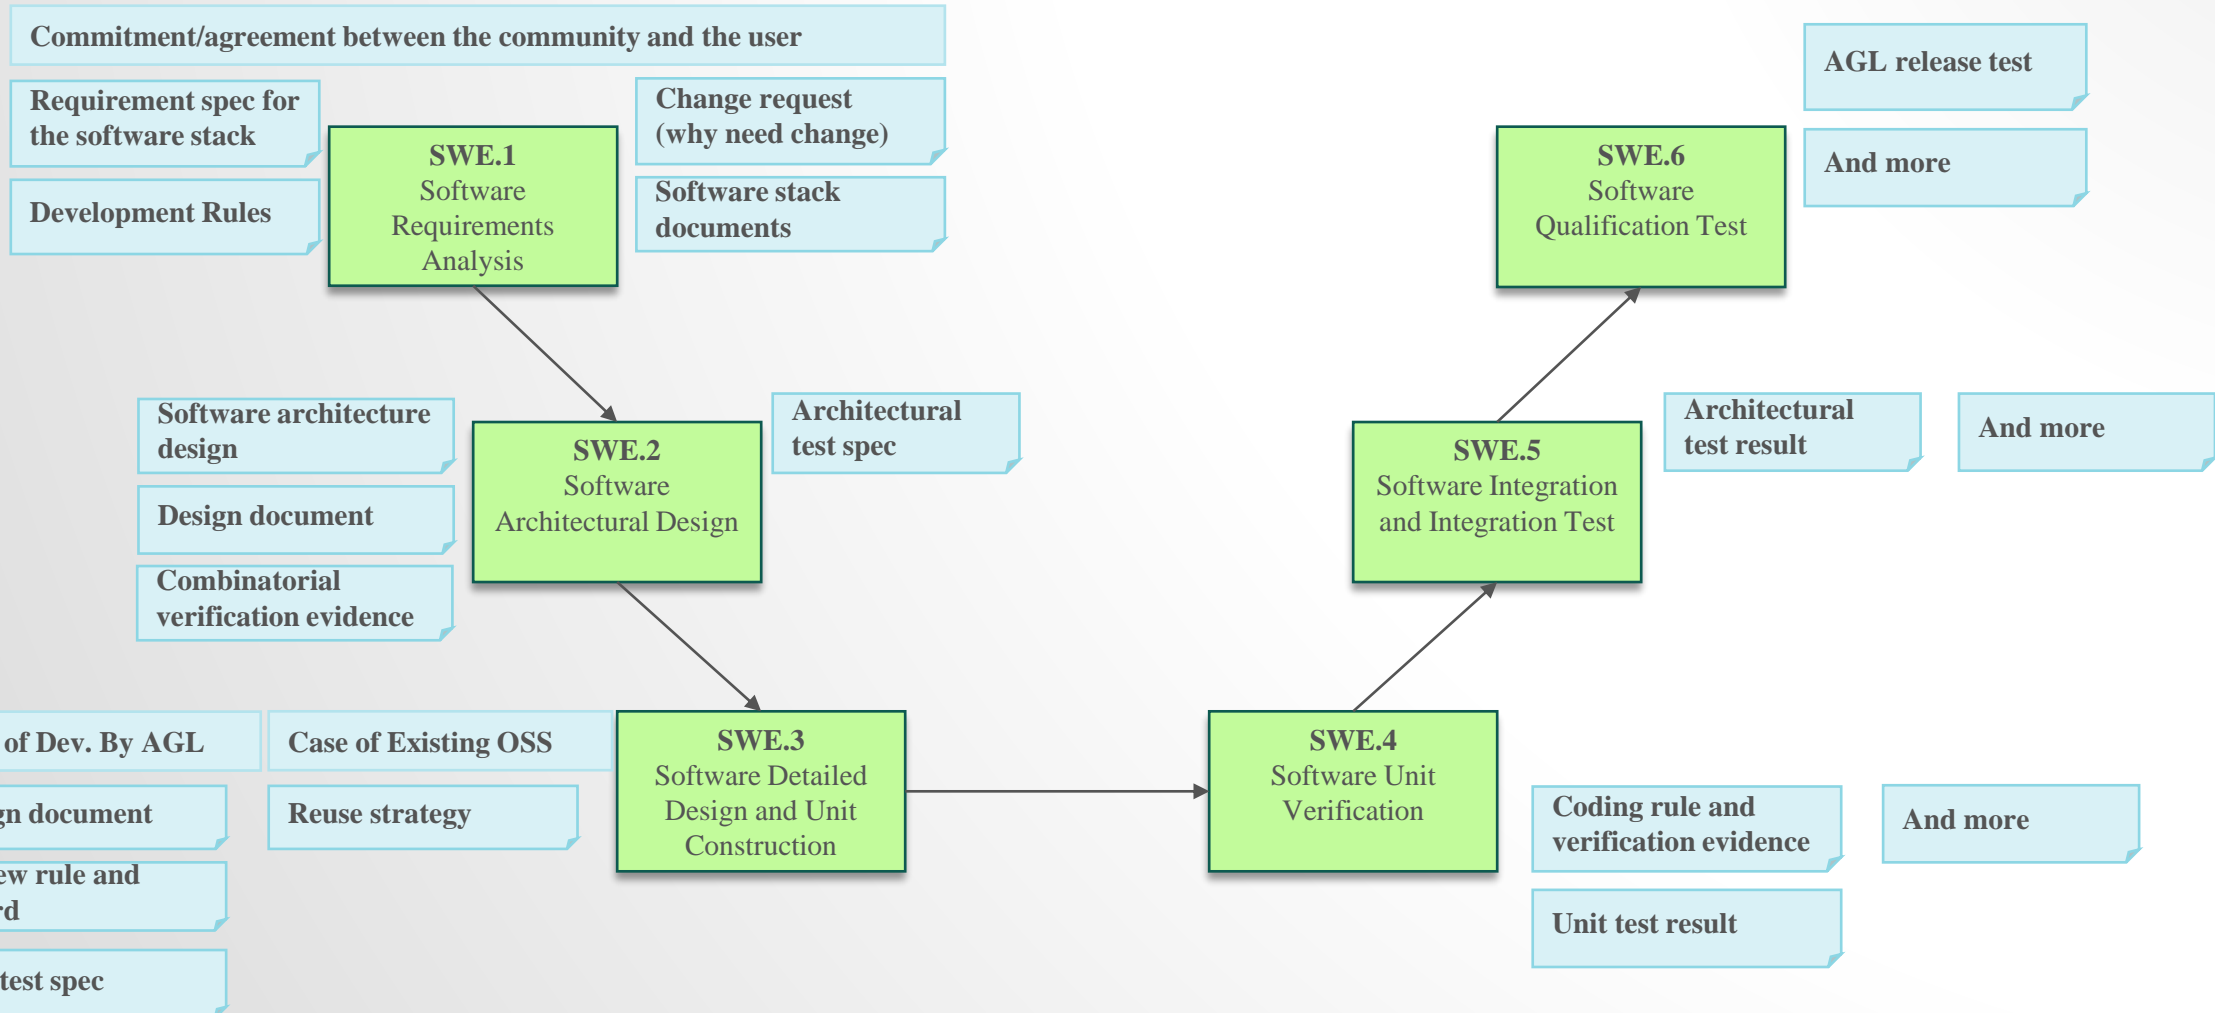 Commitment/agreement between the community and the user
Requirement spec for
the software stack
Development Rules
SWE.1
Software
Requirements
Analysis
Change request
(why need change)
Software stack
documents
SWE.6
Software
Qualification Test
AGL release test
And more
Software architecture
design
Design document
Combinatorial
verification evidence
SWE.2
Software
Architectural Design
Architectural
test spec
SWE.5
Software Integration
and Integration Test
Architectural
test result
And more
of Dev. By AGL
document
rule and
test spec
Case of Existing OSS
Reuse strategy
SWE.3
Software Detailed
Design and Unit
Construction
SWE.4
Software Unit
Verification
Coding rule and
verification evidence
Unit test result
And more